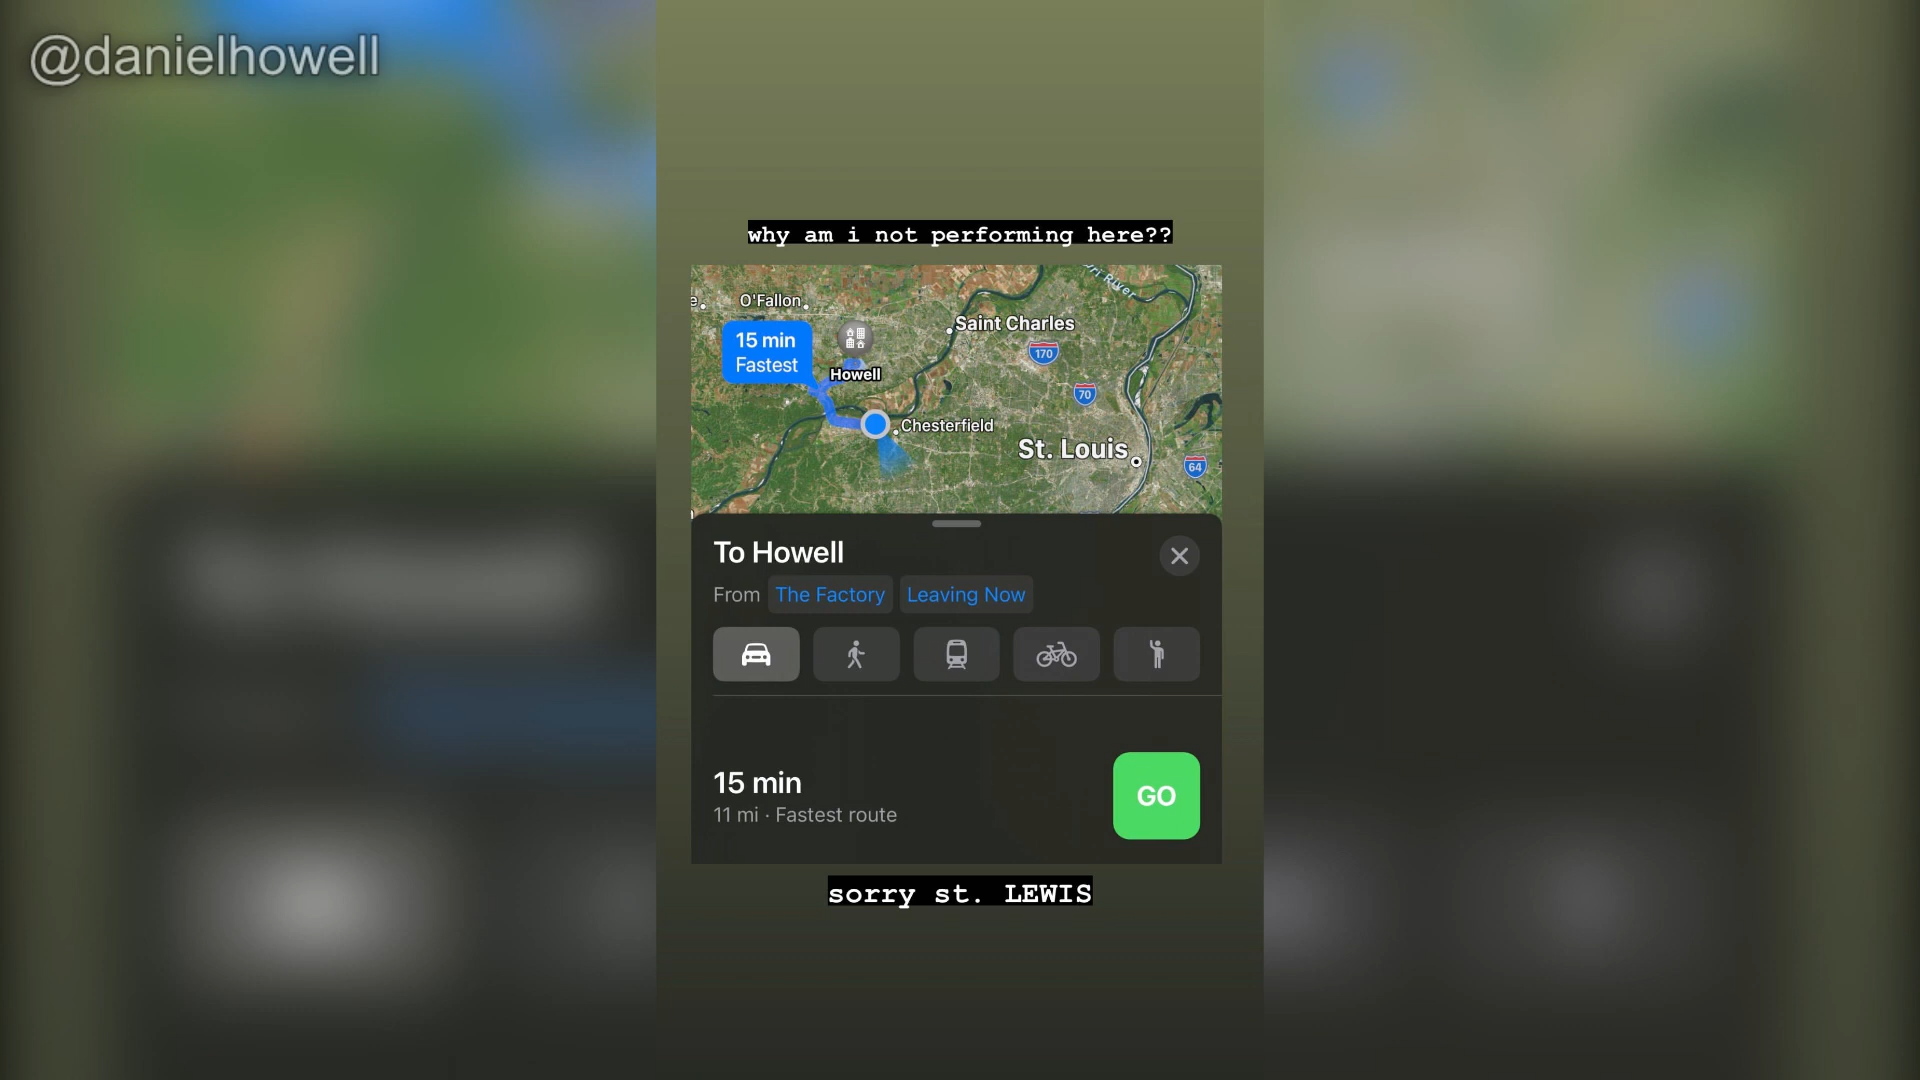 @danielhowell
why am i not performing here??
O'Fallon
Saint Charles
15 min
Fastest
170
Howell
70
Chesterfield
St. Louis
64
To Howell
From The Factory Leaving Now
15 min
GO
11 mi · Fastest route
sorry st. LEWIS